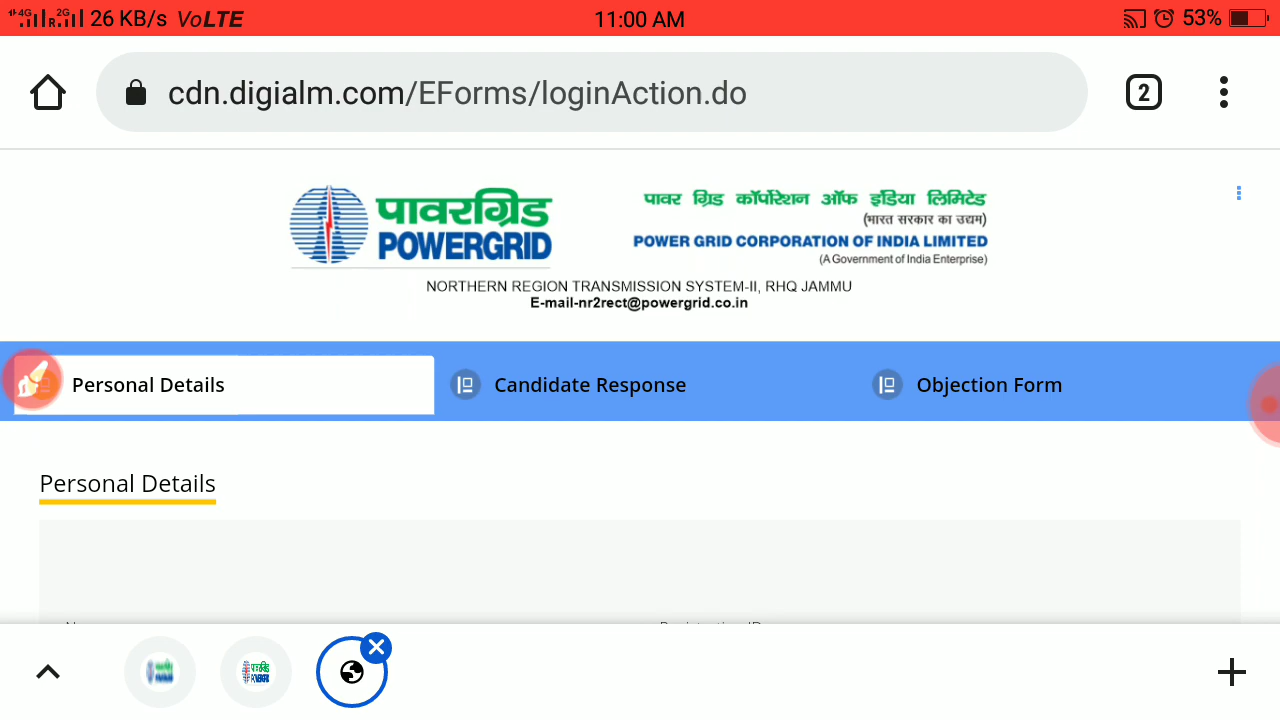 4G 2G R 26 KB/s VoLTE 11:00 AM 53%
cdn.digialm.com/EForms/loginAction.do 2
पावरग्रिड
POWERGRID
पावर ग्रिड कॉर्पोरेशन ऑफ इंडिया लिमिटेड
(भारत सरकार का उद्यम)
POWER GRID CORPORATION OF INDIA LIMITED
(A Government of India Enterprise)
NORTHERN REGION TRANSMISSION SYSTEM-II, RHQ JAMMU
E-mail-nr2rect@powergrid.co.in
Personal Details Candidate Response Objection Form
Personal Details